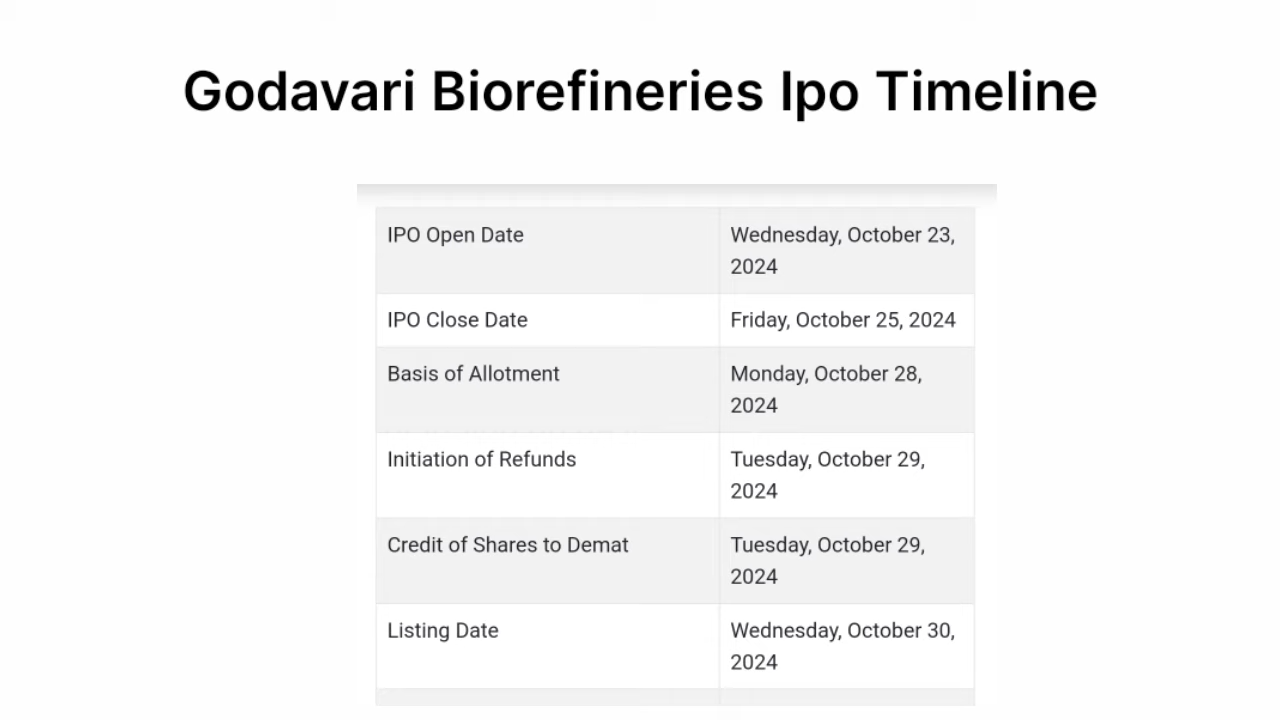 Godavari Biorefineries Ipo Timeline
IPO Open Date
Wednesday, October 23,
2024
IPO Close Date
Friday, October 25, 2024
Basis of Allotment
Monday, October 28,
2024
Initiation of Refunds
Tuesday, October 29,
2024
Credit of Shares to Demat
Tuesday, October 29,
2024
Listing Date
Wednesday, October 30,
2024